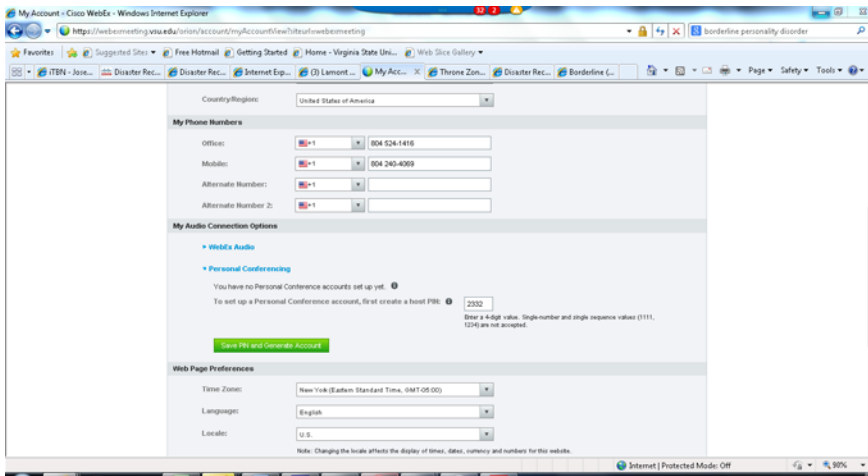 My Account - Cisco WebEx - Windows Internet Explorer
32 2
https://webexmeeting.vsu.edu/orion/account/myAccountView?siteurl=webexmeeting
borderline personality disorder
Favorites Suggested Sites Free Hotmail Getting Started Home - Virginia State Uni... Web Slice Gallery
iTBN - Jose... Disaster Rec... Disaster Rec... Internet Exp... (3) Lamont ... My Acc... Throne Zon... Disaster Rec... Borderline (... Page Safety Tools
Country/Region: United States of America
My Phone Numbers
Office: +1 804 524-1416
Mobile: +1 804 240-4069
Alternate Number: +1
Alternate Number 2: +1
My Audio Connection Options
WebEx Audio
Personal Conferencing
You have no Personal Conference accounts set up yet.
To set up a Personal Conference account, first create a host PIN: 2332
Enter a 4-digit value. Single-number and single sequence values (1111,
1234) are not accepted.
Save PIN and Generate Account
Web Page Preferences
Time Zone: New York (Eastern Standard Time, GMT-05:00)
Language: English
Locale: U.S.
Note: Changing the locale affects the display of times, dates, currency and numbers for this website.
Internet | Protected Mode: Off 90%